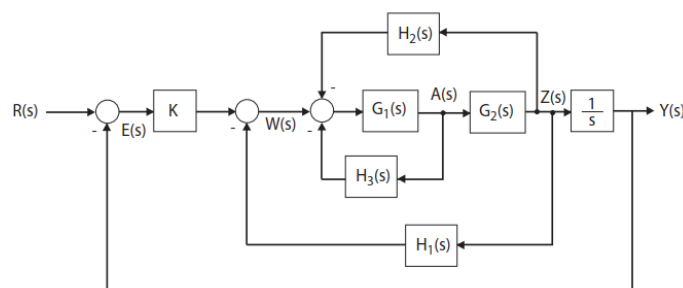 H2(s)
-
R(s)
K
G1(s)
A(s)
G2(s)
Z(s)
1
s
Y(s)
-
E(s)
-
W(s)
-
H3(s)
H1(s)